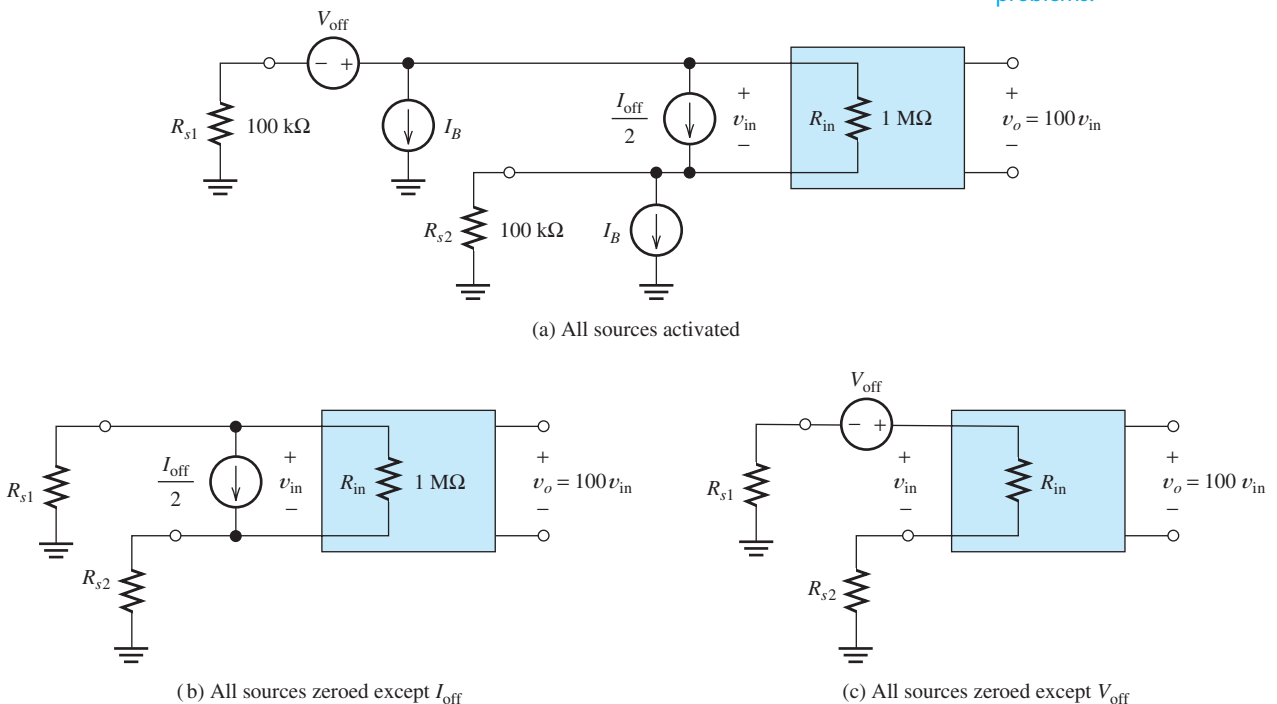 problems.
V_off
− +
R_s1 100 kΩ
I_B
I_off/2
+ v_in −
R_in 1 MΩ
+ v_o = 100v_in −
R_s2 100 kΩ
I_B
(a) All sources activated
R_s1
I_off/2
+ v_in −
R_in 1 MΩ
+ v_o = 100v_in −
R_s2
(b) All sources zeroed except I_off
V_off
− +
R_s1
+ v_in −
R_in
+ v_o = 100 v_in −
R_s2
(c) All sources zeroed except V_off